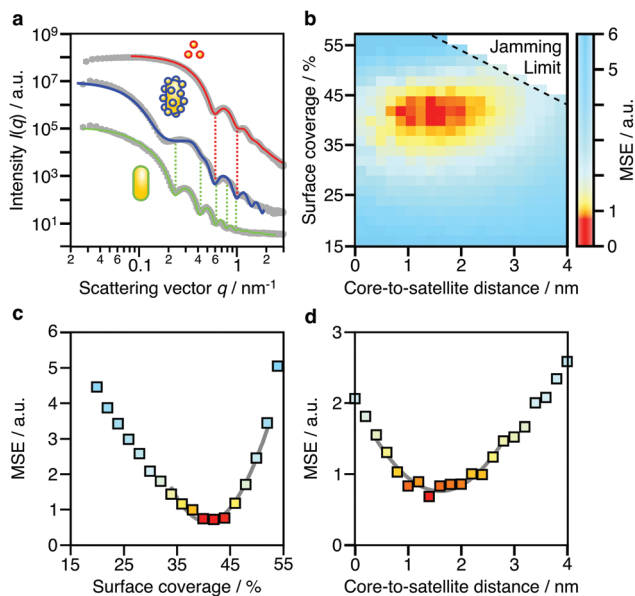 a
10⁹
10⁷
10⁵
10³
10¹
Intensity I(q) / a.u.
2 4 6 0.1 2 4 6 1 2
Scattering vector q / nm⁻¹
b
Jamming
Limit
55
45
35
25
15
Surface coverage / %
0 1 2 3 4
Core-to-satellite distance / nm
6
5
4
3
2
1
0
MSE / a.u.
c
6
5
4
3
2
1
0
MSE / a.u.
15 25 35 45 55
Surface coverage / %
d
3
2
1
0
MSE / a.u.
0 1 2 3 4
Core-to-satellite distance / nm